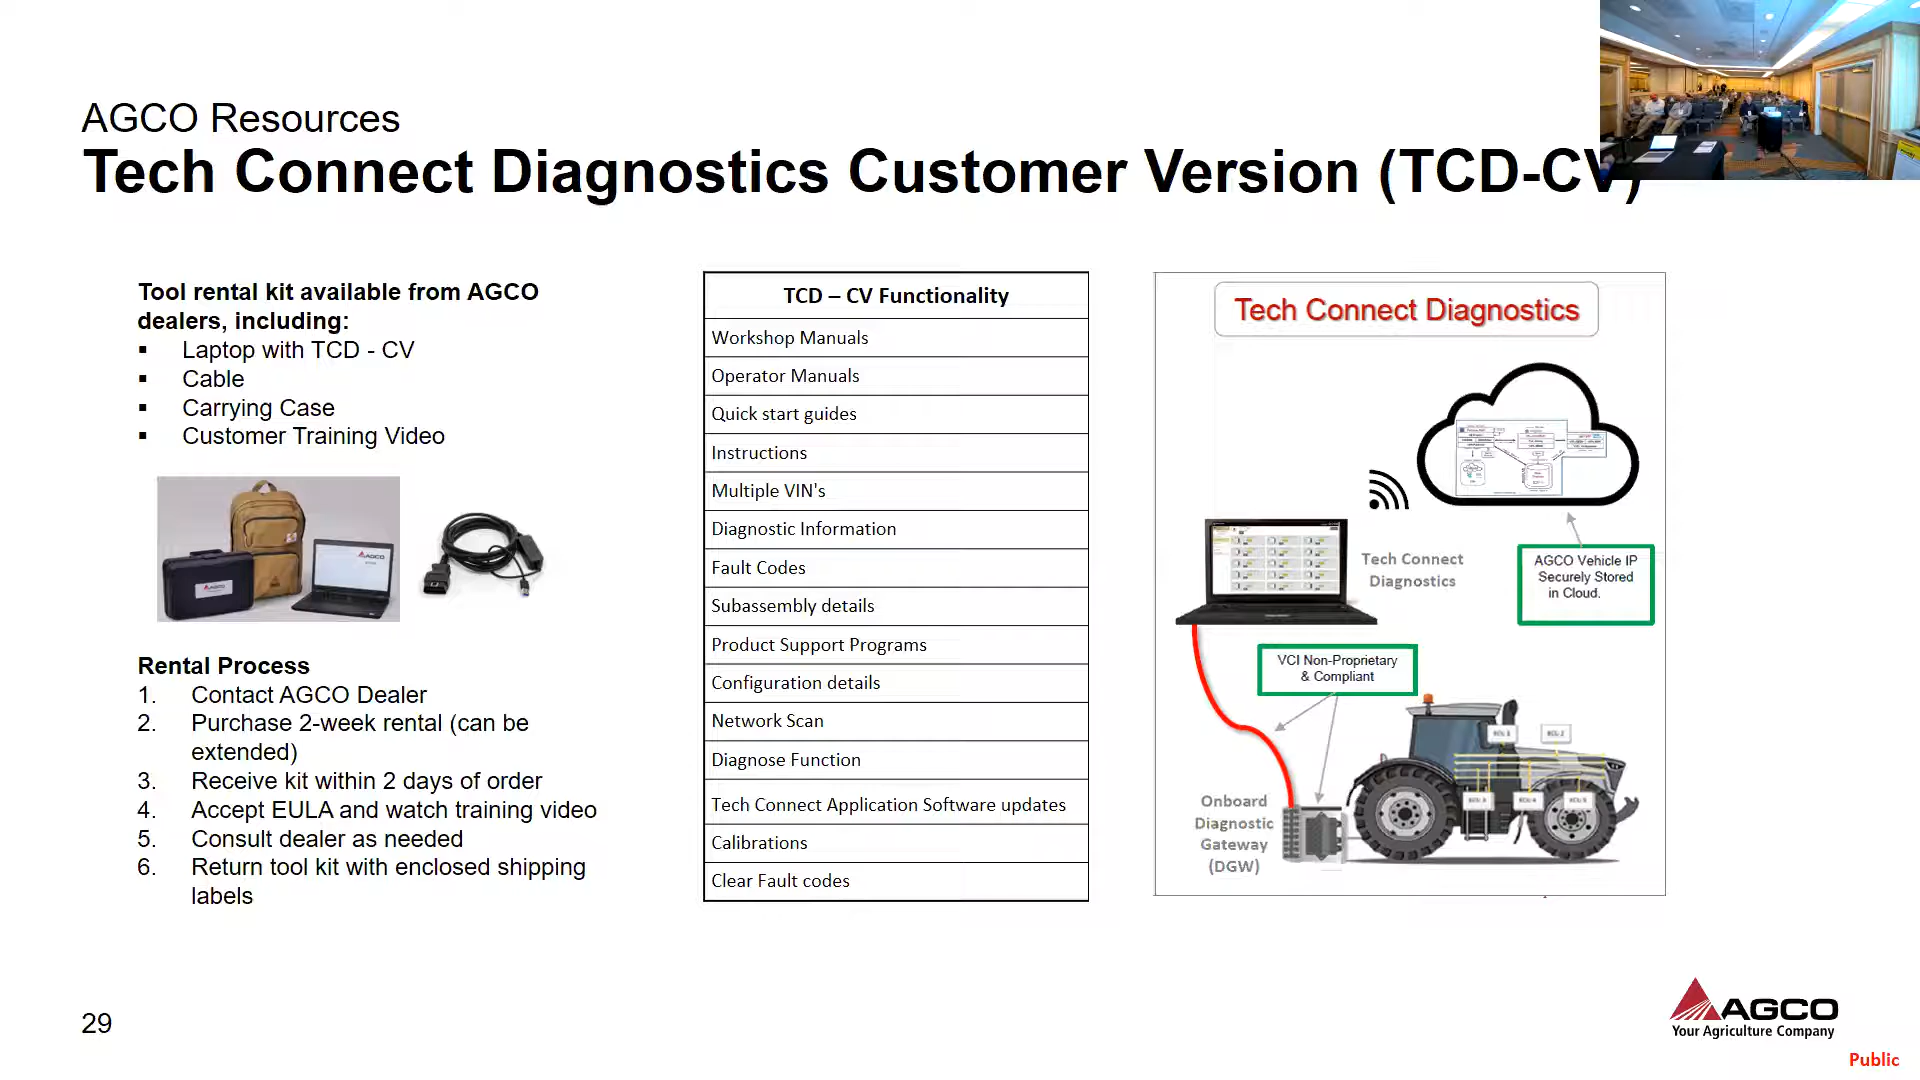 AGCO Resources
Tech Connect Diagnostics Customer Version (TCD-CV)
Tool rental kit available from AGCO
dealers, including:
▪ Laptop with TCD - CV
▪ Cable
▪ Carrying Case
▪ Customer Training Video
AGCO
AGCO
Rental Process
1. Contact AGCO Dealer
2. Purchase 2-week rental (can be
extended)
3. Receive kit within 2 days of order
4. Accept EULA and watch training video
5. Consult dealer as needed
6. Return tool kit with enclosed shipping
labels
TCD – CV Functionality
Workshop Manuals
Operator Manuals
Quick start guides
Instructions
Multiple VIN's
Diagnostic Information
Fault Codes
Subassembly details
Product Support Programs
Configuration details
Network Scan
Diagnose Function
Tech Connect Application Software updates
Calibrations
Clear Fault codes
Tech Connect Diagnostics
Tech Connect
Diagnostics
AGCO Vehicle IP
Securely Stored
in Cloud.
VCI Non-Proprietary
& Compliant
ECU 1
ECU 2
Onboard
Diagnostic
Gateway
(DGW)
29
AGCO
Your Agriculture Company
Public